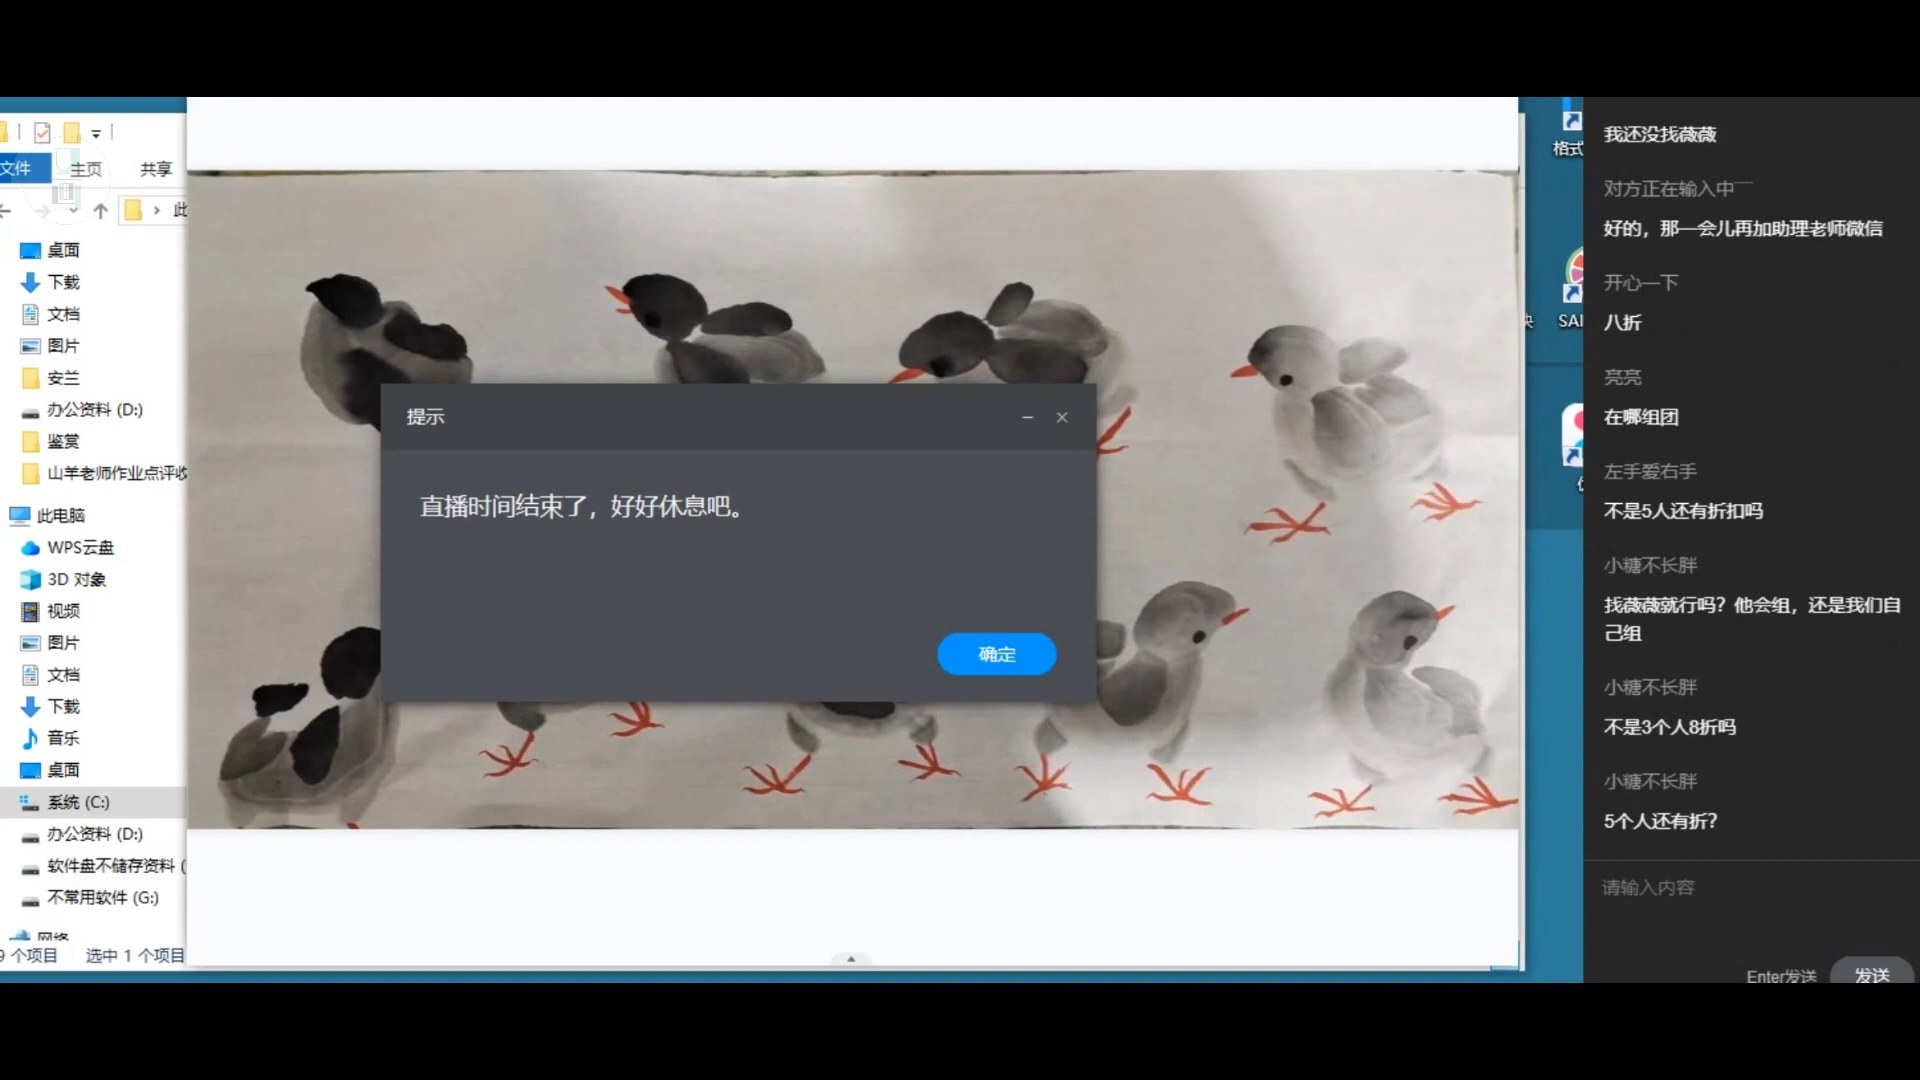 文件
主页
共享
此
桌面
下载
文档
图片
安兰
办公资料 (D:)
鉴赏
山羊老师作业点评收
此电脑
WPS云盘
3D 对象
视频
图片
文档
下载
音乐
桌面
系统 (C:)
办公资料 (D:)
软件盘不储存资料 (
不常用软件 (G:)
网络
9 个项目 选中 1 个项目
提示
直播时间结束了，好好休息吧。
确定
格式
SAI
我还没找薇薇
对方正在输入中
好的，那一会儿再加助理老师微信
开心一下
八折
亮亮
在哪组团
左手爱右手
不是5人还有折扣吗
小糖不长胖
找薇薇就行吗？他会组，还是我们自
己组
小糖不长胖
不是3个人8折吗
小糖不长胖
5个人还有折?
请输入内容
Enter发送
发送